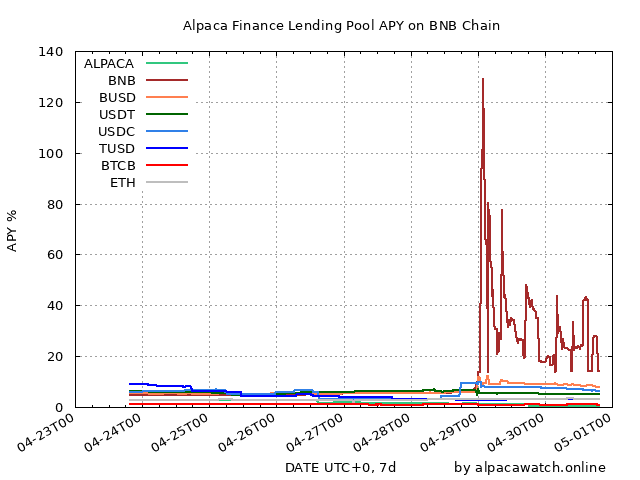 Alpaca Finance Lending Pool APY on BNB Chain
140
120
100
80
60
40
20
0
APY %
ALPACA
BNB
BUSD
USDT
USDC
TUSD
BTCB
ETH
04-23T00
04-24T00
04-25T00
04-26T00
04-27T00
04-28T00
04-29T00
04-30T00
05-01T00
DATE UTC+0, 7d
by alpacawatch.online